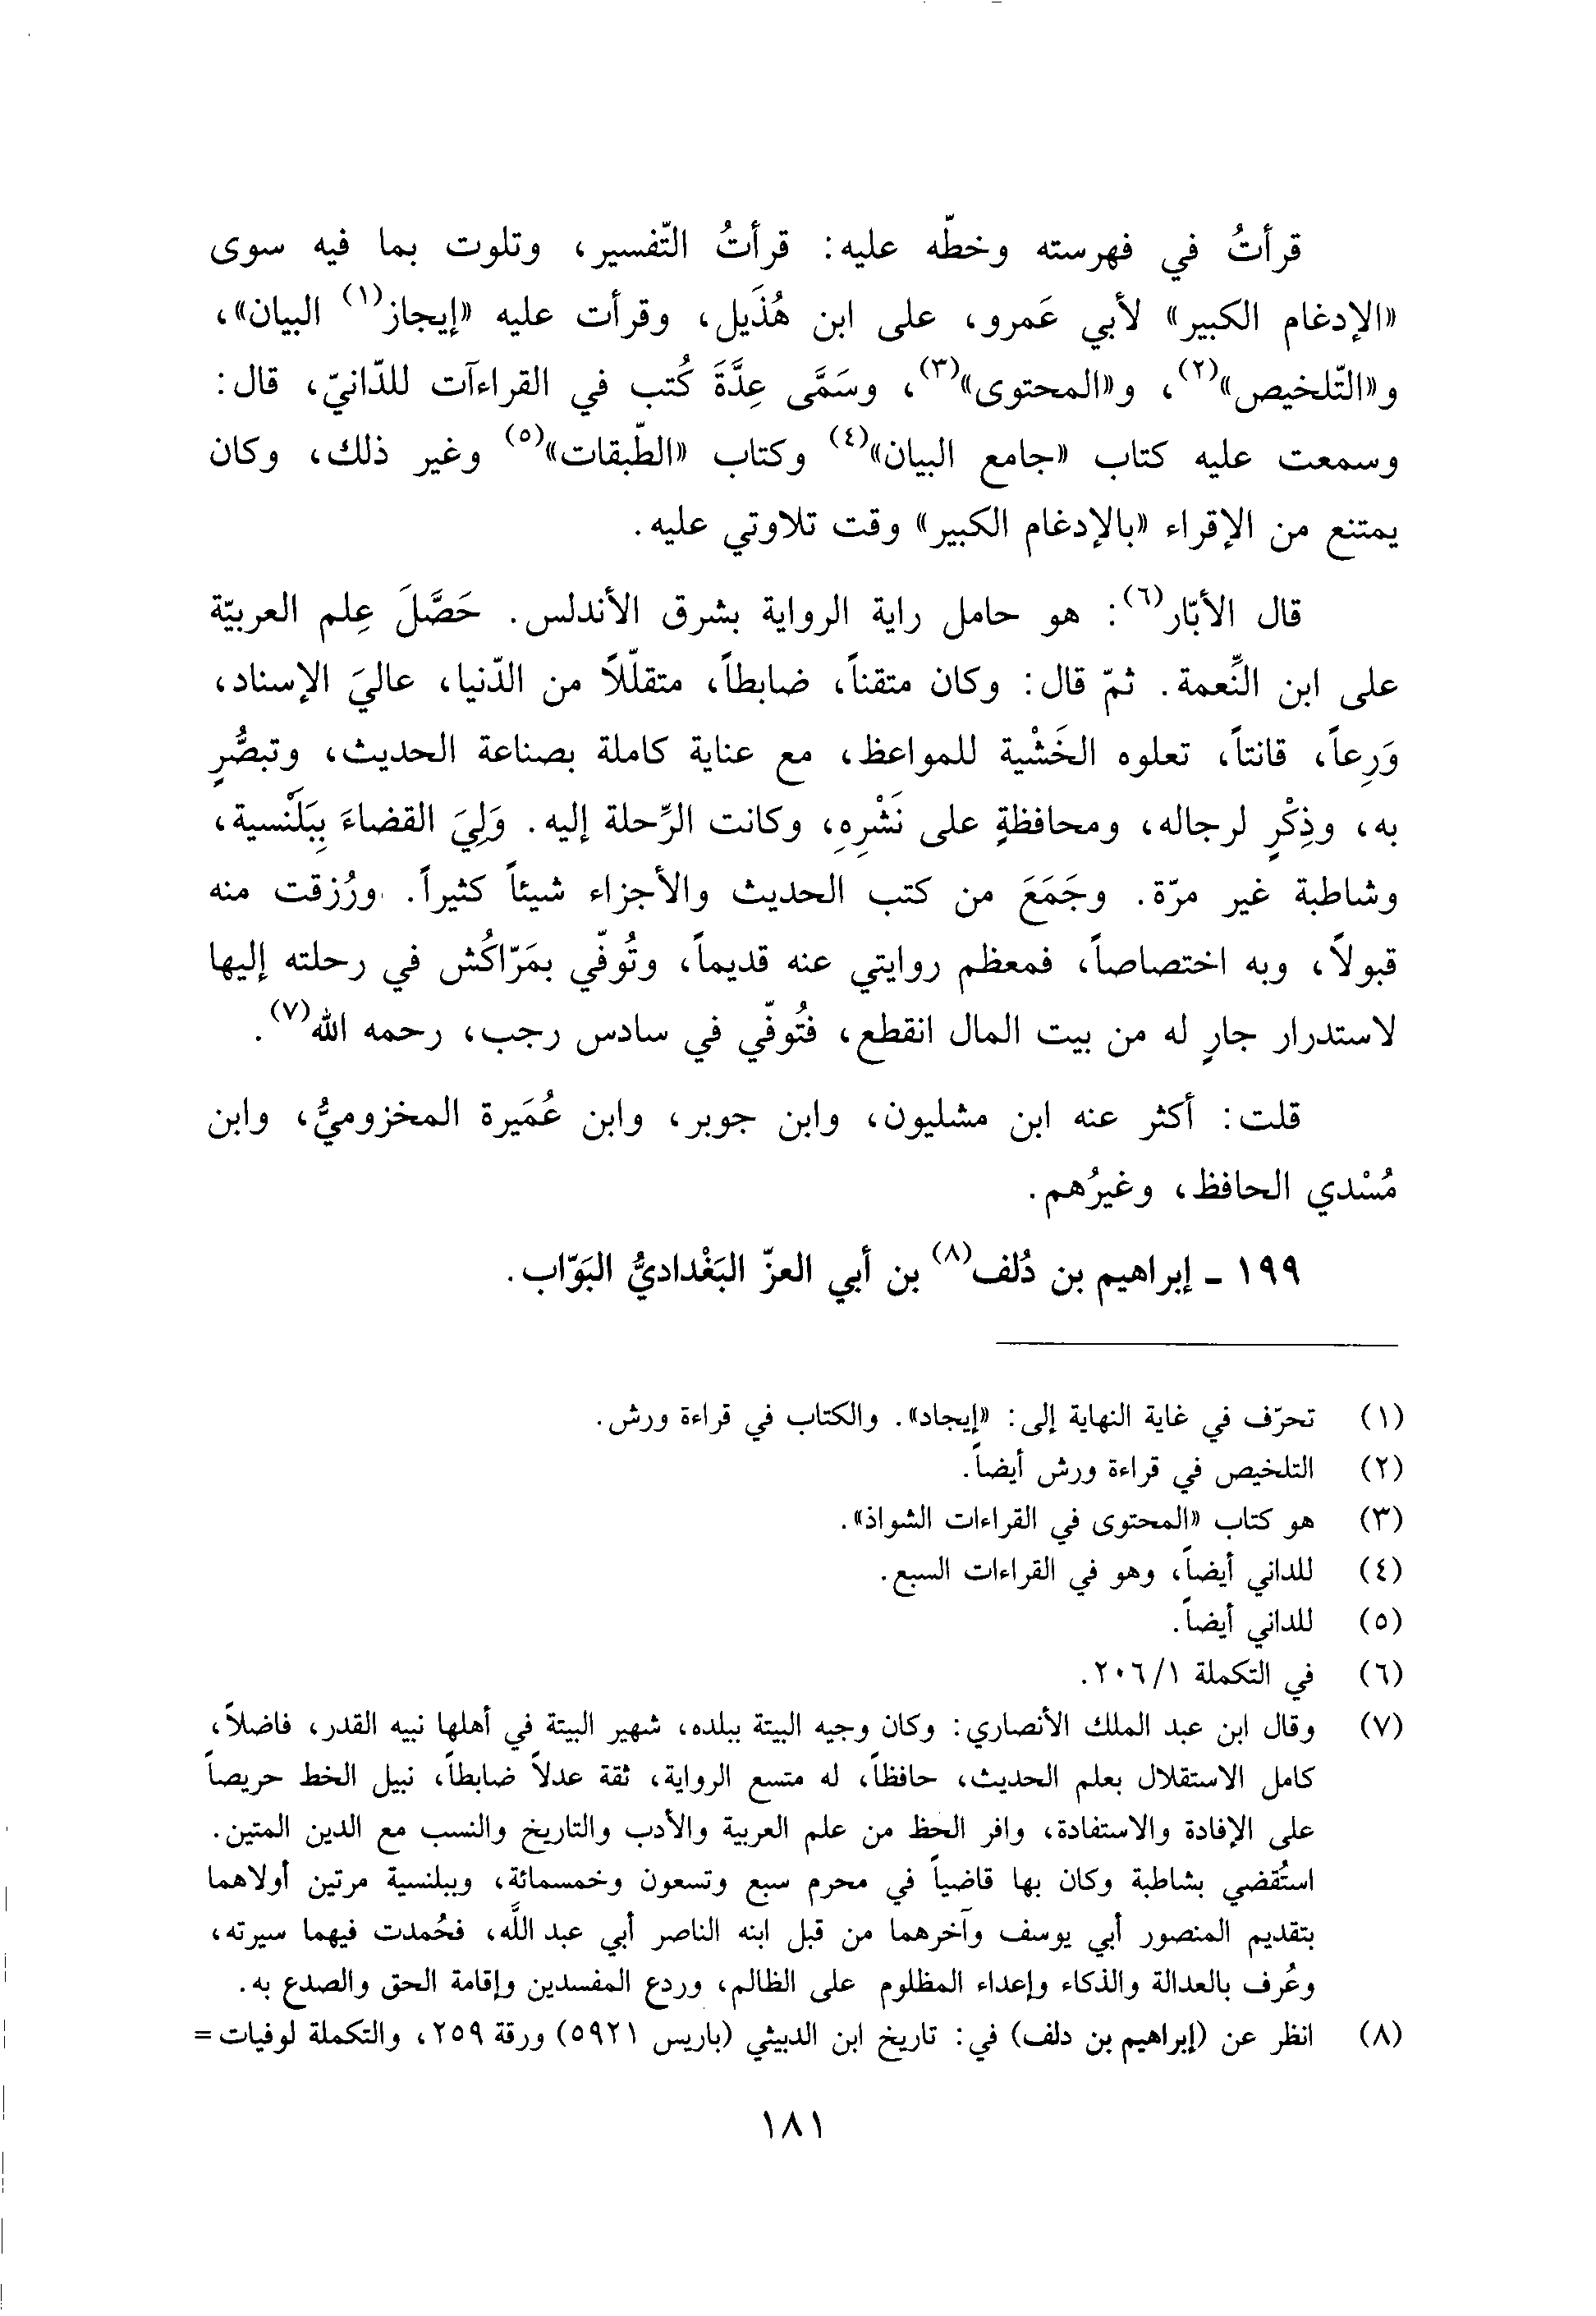 قرأتُ في فهرسته وخطّه عليه: قرأتُ التّفسير، وتلوت بما فيه سوى
«الإدغام الكبير» لأبي عَمرو، على ابن هُذَيل، وقرأت عليه «إيجاز(١) البيان»،
و«التّلخيص»(٢)، و«المحتوى»(٣)، وسَمَّى عِدَّةَ كُتب في القراءآت للدّانيّ، قال:
وسمعت عليه كتاب «جامع البيان»(٤) وكتاب «الطّبقات»(٥) وغير ذلك، وكان
يمتنع من الإقراء «بالإدغام الكبير» وقت تلاوتي عليه.
قال الأبّار(٦): هو حامل راية الرواية بشرق الأندلس. حَصَّلَ عِلم العربيّة
على ابن النِّعمة. ثمّ قال: وكان متقناً، ضابطاً، متقلّلاً من الدّنيا، عاليَ الإسناد،
وَرِعاً، قانتاً، تعلوه الخَشْية للمواعظ، مع عناية كاملة بصناعة الحديث، وتبصُّرٍ
به، وذِكْرٍ لرجاله، ومحافظةٍ على نَشْرِهِ، وكانت الرِّحلة إليه. وَلِيَ القضاءَ بِبَلَنْسية،
وشاطبة غير مرّة. وجَمَعَ من كتب الحديث والأجزاء شيئاً كثيراً. ورُزقت منه
قبولاً، وبه اختصاصاً، فمعظم روايتي عنه قديماً، وتُوفّي بمَرّاكُش في رحلته إليها
لاستدرار جارٍ له من بيت المال انقطع، فتُوفّي في سادس رجب، رحمه الله(٧).
قلت: أكثر عنه ابن مشليون، وابن جوبر، وابن عُمَيرة المخزوميُّ، وابن
مُسْدي الحافظ، وغيرُهم.
١٩٩ - إبراهيم بن دُلف(٨) بن أبي العزّ البَغْداديُّ البَوّاب.
(١) تحرّف في غاية النهاية إلى: «إيجاد». والكتاب في قراءة ورش.
(٢) التلخيص في قراءة ورش أيضاً.
(٣) هو كتاب «المحتوى في القراءات الشواذ».
(٤) للداني أيضاً، وهو في القراءات السبع.
(٥) للداني أيضاً.
(٦) في التكملة ٢٠٦/١.
(٧) وقال ابن عبد الملك الأنصاري: وكان وجيه البيتة ببلده، شهير البيتة في أهلها نبيه القدر، فاضلاً،
كامل الاستقلال بعلم الحديث، حافظاً، له متسع الرواية، ثقة عدلاً ضابطاً، نبيل الخط حريصاً
على الإفادة والاستفادة، وافر الحظ من علم العربية والأدب والتاريخ والنسب مع الدين المتين.
استُقضي بشاطبة وكان بها قاضياً في محرم سبع وتسعون وخمسمائة، وببلنسية مرتين أولاهما
بتقديم المنصور أبي يوسف وآخرهما من قبل ابنه الناصر أبي عبد اللَّه، فحُمدت فيهما سيرته،
وعُرف بالعدالة والذكاء وإعداء المظلوم على الظالم، وردع المفسدين وإقامة الحق والصدع به.
(٨) انظر عن (إبراهيم بن دلف) في: تاريخ ابن الدبيثي (باريس ٥٩٢١) ورقة ٢٥٩، والتكملة لوفيات =
١٨١